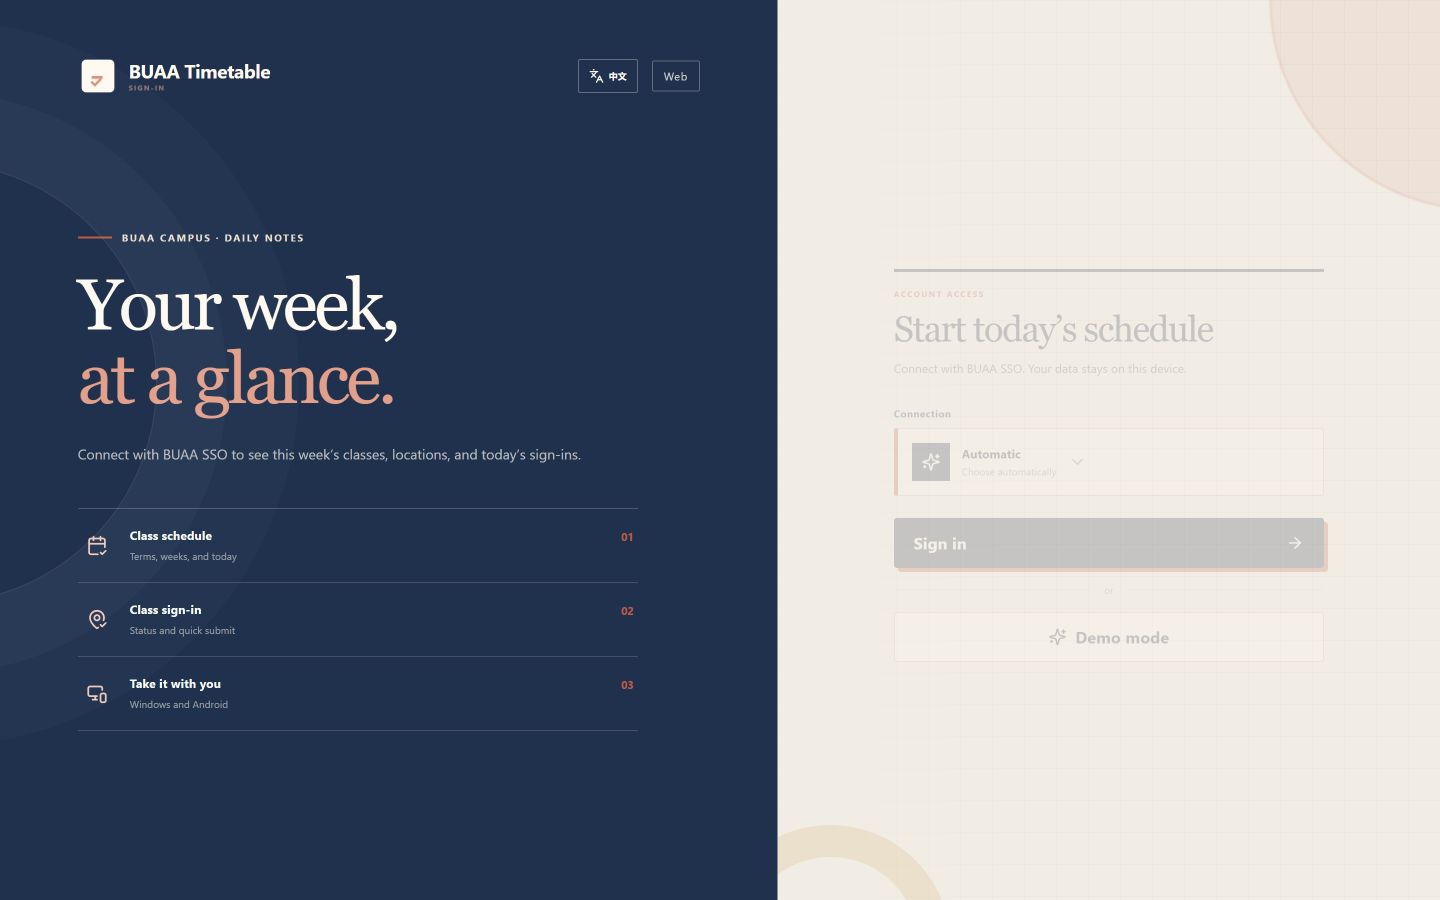 BUAA Timetable
SIGN-IN
中文
Web
BUAA CAMPUS · DAILY NOTES
Your week,
at a glance.
Connect with BUAA SSO to see this week’s classes, locations, and today’s sign-ins.
Class schedule
Terms, weeks, and today
01
Class sign-in
Status and quick submit
02
Take it with you
Windows and Android
03
ACCOUNT ACCESS
Start today’s schedule
Connect with BUAA SSO. Your data stays on this device.
Connection
Automatic
Choose automatically
Sign in
or
Demo mode